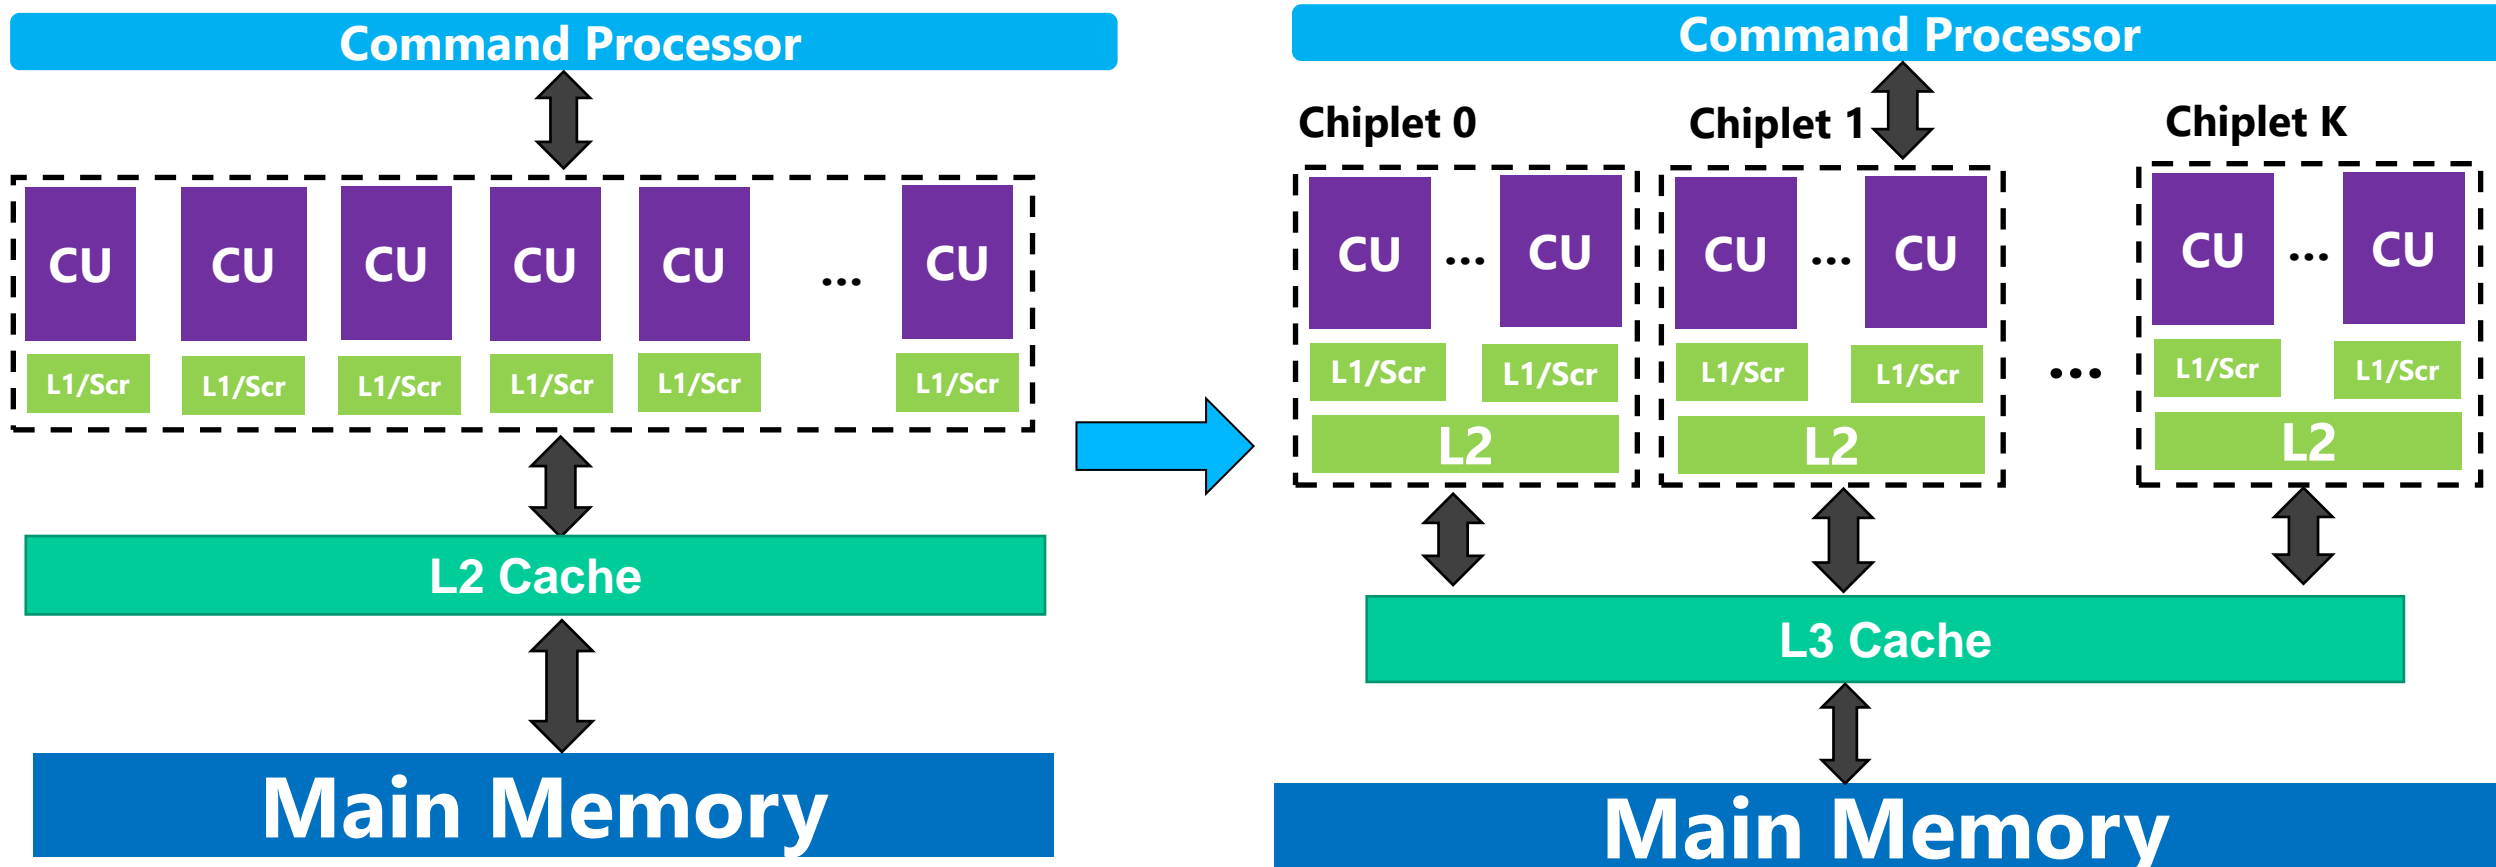 Command Processor
CU CU CU CU CU ... CU
L1/Scr L1/Scr L1/Scr L1/Scr L1/Scr L1/Scr
L2 Cache
Main Memory
Command Processor
Chiplet 0 Chiplet 1 Chiplet K
CU ... CU CU ... CU CU ... CU
L1/Scr L1/Scr L1/Scr L1/Scr ... L1/Scr L1/Scr
L2 L2 L2
L3 Cache
Main Memory